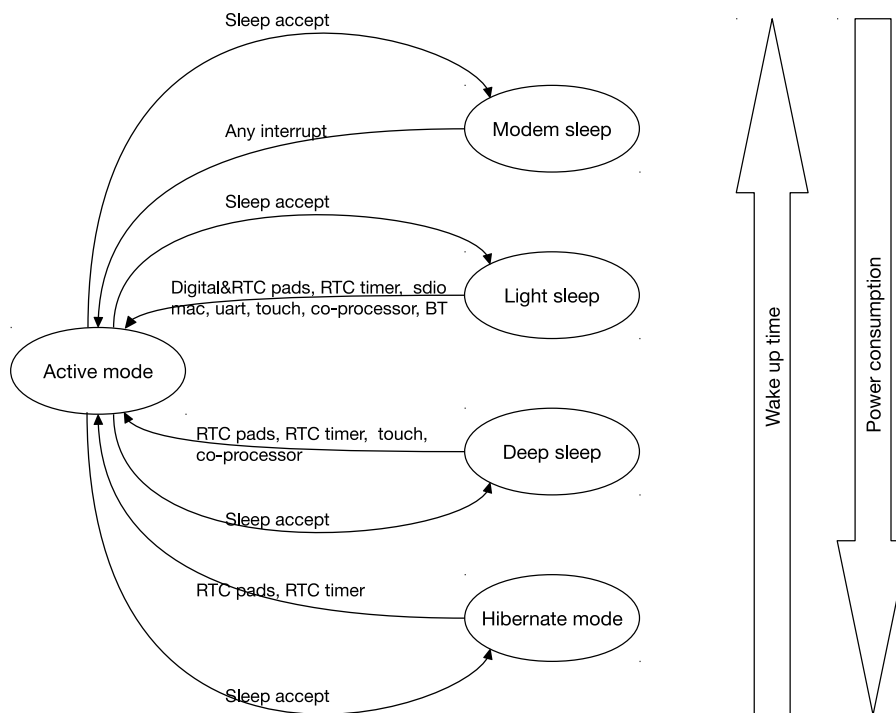 Sleep accept
Modem sleep
Any interrupt
Sleep accept
Digital&RTC pads, RTC timer,  sdio
mac, uart, touch, co-processor, BT
Light sleep
Active mode
RTC pads, RTC timer,  touch,
co-processor
Deep sleep
Sleep accept
RTC pads, RTC timer
Hibernate mode
Sleep accept
Wake up time
Power consumption